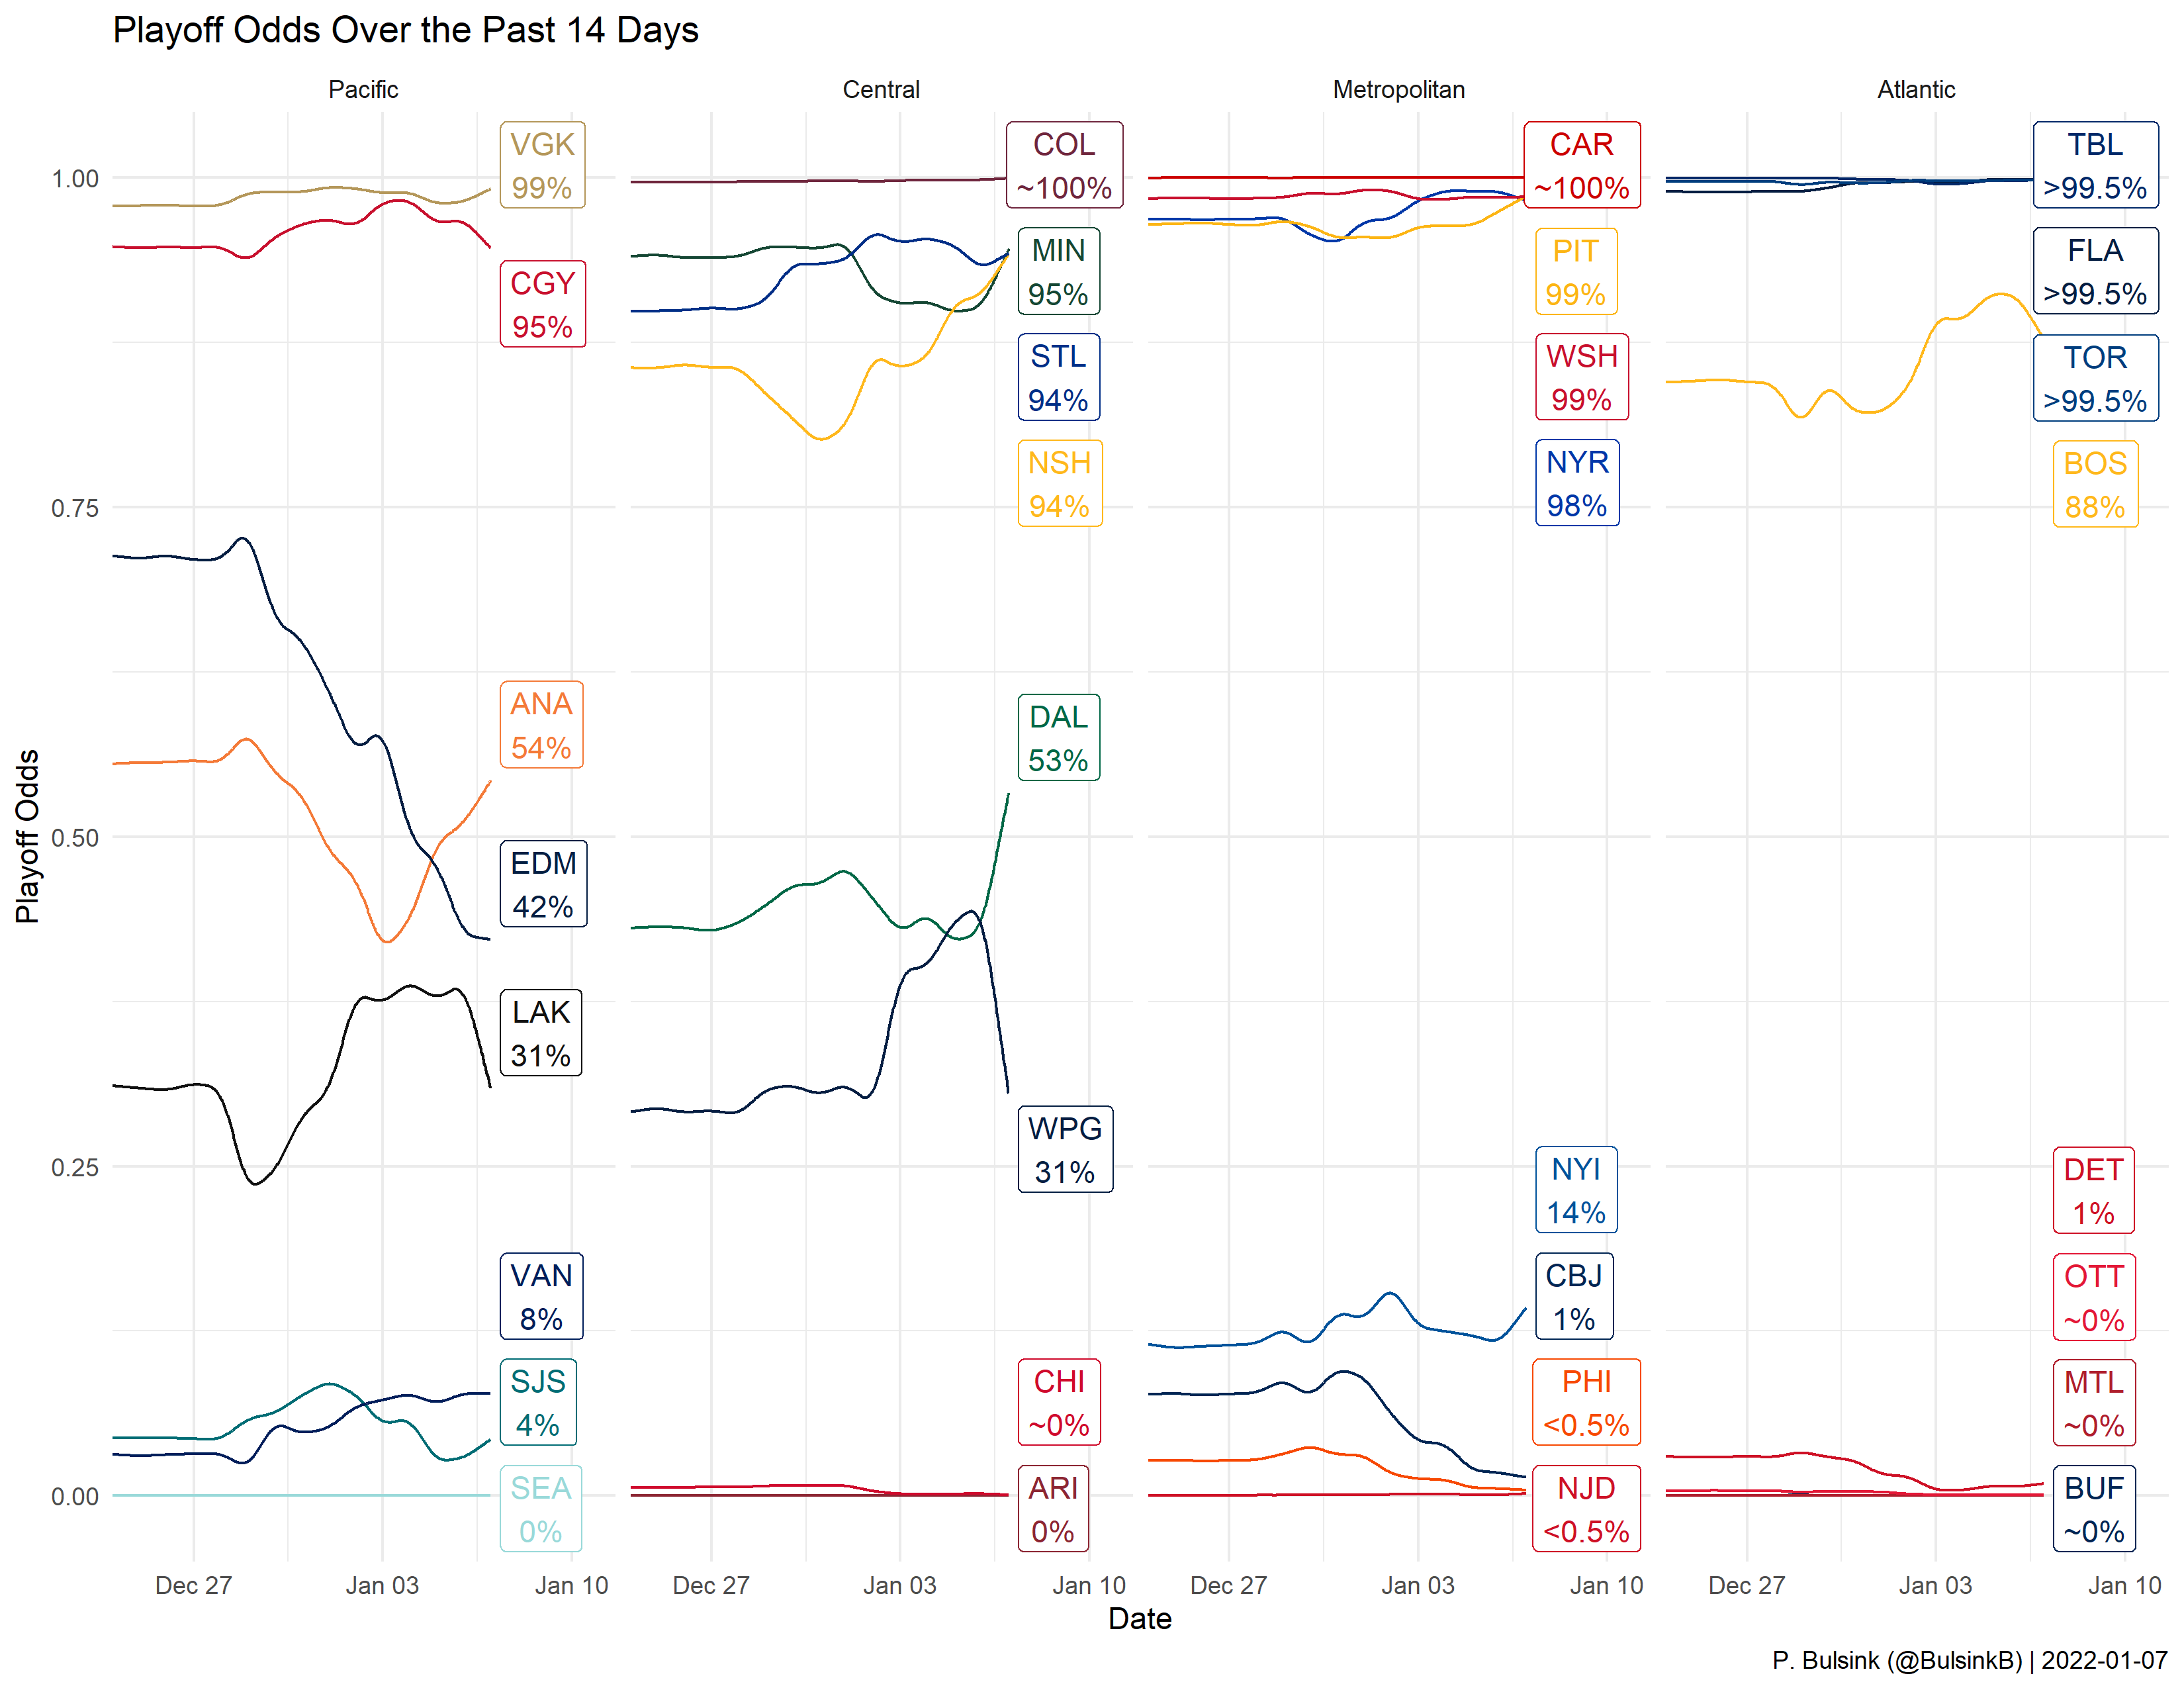 Playoff Odds Over the Past 14 Days
Pacific
Central
Metropolitan
Atlantic
Playoff Odds
1.00
0.75
0.50
0.25
0.00
VGK
99%
CGY
95%
ANA
54%
EDM
42%
LAK
31%
VAN
8%
SJS
4%
SEA
0%
COL
~100%
MIN
95%
STL
94%
NSH
94%
DAL
53%
WPG
31%
CHI
~0%
ARI
0%
CAR
~100%
PIT
99%
WSH
99%
NYR
98%
NYI
14%
CBJ
1%
PHI
<0.5%
NJD
<0.5%
TBL
>99.5%
FLA
>99.5%
TOR
>99.5%
BOS
88%
DET
1%
OTT
~0%
MTL
~0%
BUF
~0%
Dec 27 Jan 03 Jan 10 Dec 27 Jan 03 Jan 10 Dec 27 Jan 03 Jan 10 Dec 27 Jan 03 Jan 10
Date
P. Bulsink (@BulsinkB) | 2022-01-07